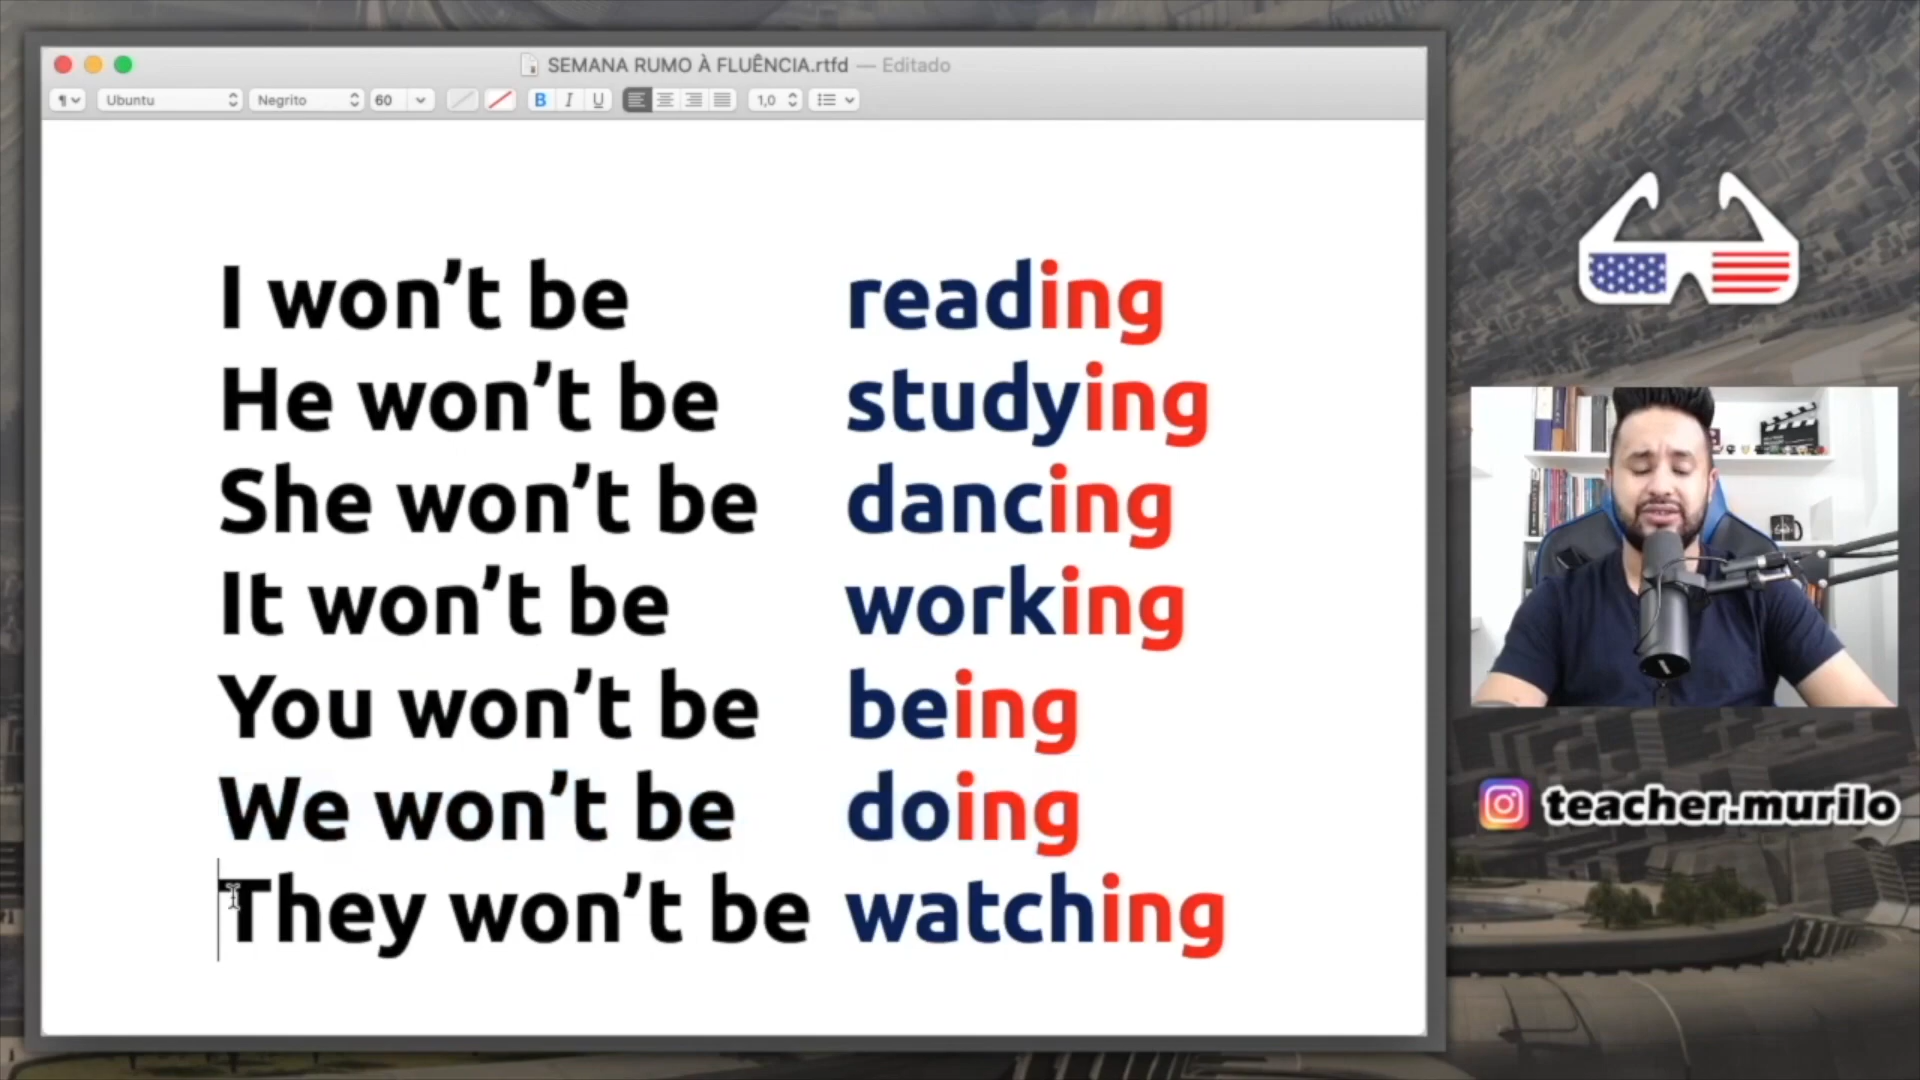 SEMANA RUMO À FLUÊNCIA.rtfd — Editado
¶ Ubuntu Negrito 60 B I U 1,0
I won’t be reading
He won’t be studying
She won’t be dancing
It won’t be working
You won’t be being
We won’t be doing
They won’t be watching
teacher.murilo